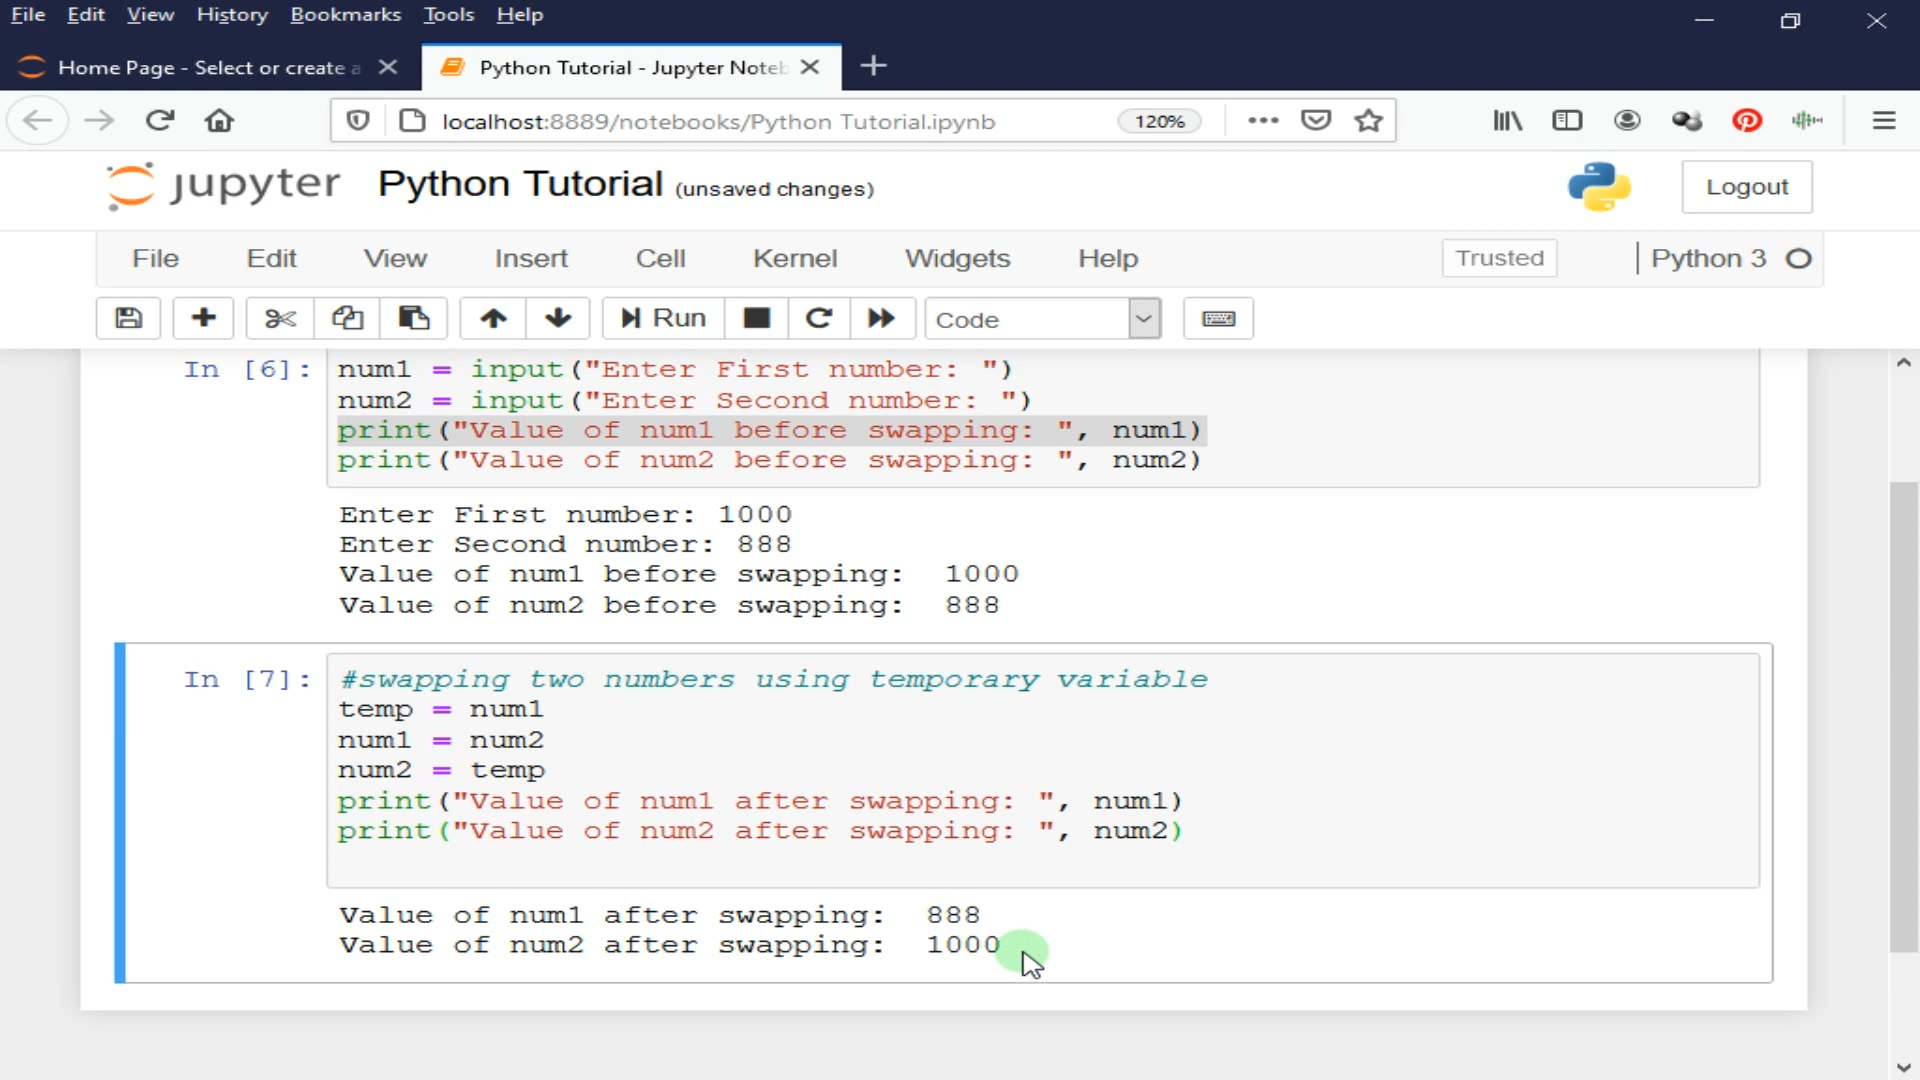 File Edit View History Bookmarks Tools Help
Home Page - Select or create a
Python Tutorial - Jupyter Noteb
localhost:8889/notebooks/Python Tutorial.ipynb 120%
jupyter Python Tutorial (unsaved changes) Logout
File Edit View Insert Cell Kernel Widgets Help Trusted Python 3
Run Code
In [6]: num1 = input("Enter First number: ")
num2 = input("Enter Second number: ")
print("Value of num1 before swapping: ", num1)
print("Value of num2 before swapping: ", num2)
Enter First number: 1000
Enter Second number: 888
Value of num1 before swapping:  1000
Value of num2 before swapping:  888
In [7]: #swapping two numbers using temporary variable
temp = num1
num1 = num2
num2 = temp
print("Value of num1 after swapping: ", num1)
print("Value of num2 after swapping: ", num2)
Value of num1 after swapping:  888
Value of num2 after swapping:  1000